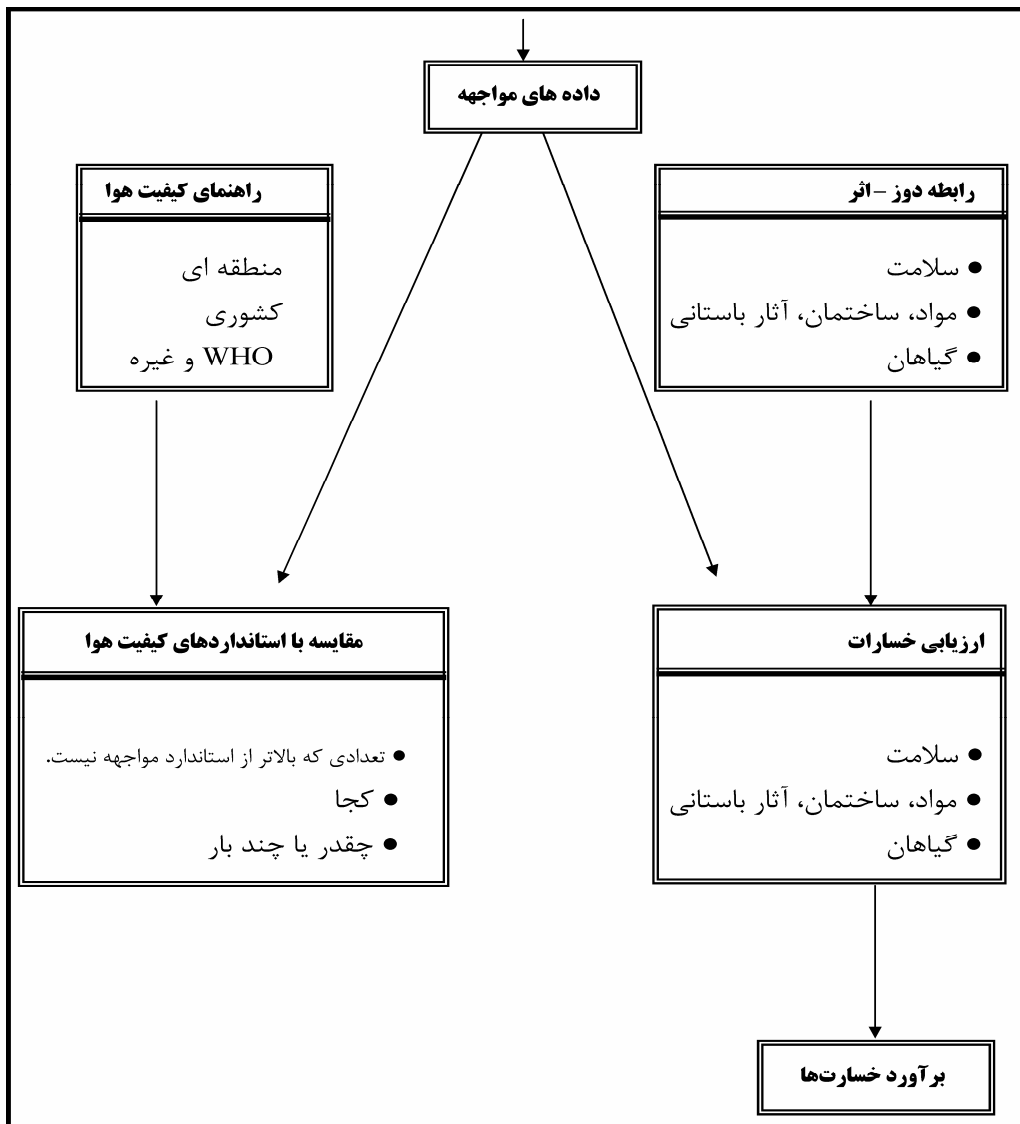 داده های مواجهه
رابطه دوز – اثر
• سلامت
• مواد، ساختمان، آثار باستانی
• گیاهان
راهنمای کیفیت هوا
منطقه ای
کشوری
WHO و غیره
ارزیابی خسارات
• سلامت
• مواد، ساختمان، آثار باستانی
• گیاهان
مقایسه با استانداردهای کیفیت هوا
• تعدادی که بالاتر از استاندارد مواجهه نیست.
• کجا
• چقدر یا چند بار
برآورد خسارت‌ها